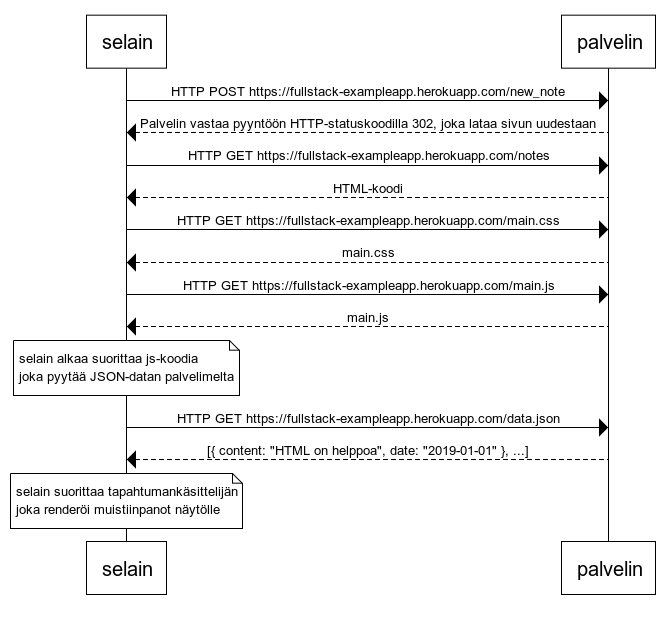 selain
palvelin
HTTP POST https://fullstack-exampleapp.herokuapp.com/new_note
Palvelin vastaa pyyntöön HTTP-statuskoodilla 302, joka lataa sivun uudestaan
HTTP GET https://fullstack-exampleapp.herokuapp.com/notes
HTML-koodi
HTTP GET https://fullstack-exampleapp.herokuapp.com/main.css
main.css
HTTP GET https://fullstack-exampleapp.herokuapp.com/main.js
main.js
selain alkaa suorittaa js-koodia
joka pyytää JSON-datan palvelimelta
HTTP GET https://fullstack-exampleapp.herokuapp.com/data.json
[{ content: "HTML on helppoa", date: "2019-01-01" }, ...]
selain suorittaa tapahtumankäsittelijän
joka renderöi muistiinpanot näytölle
selain
palvelin